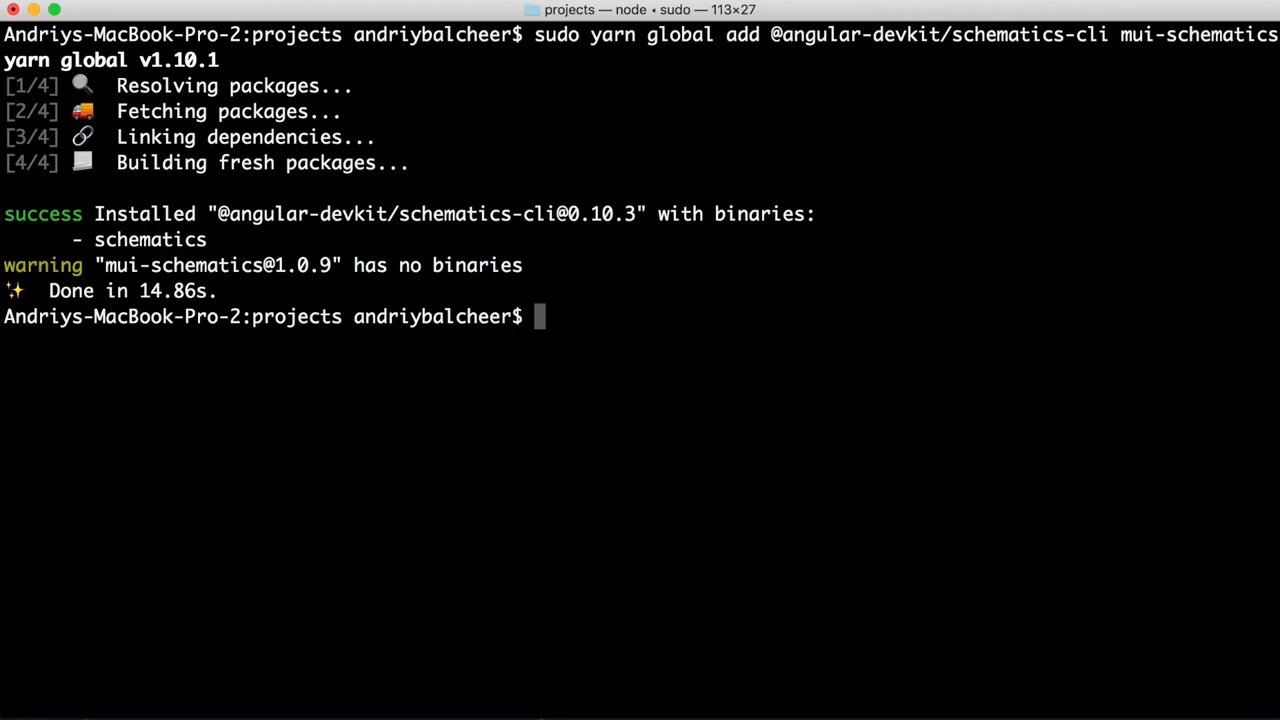 projects — node ◂ sudo — 113×27
Andriys-MacBook-Pro-2:projects andriybalcheer$ sudo yarn global add @angular-devkit/schematics-cli mui-schematics
yarn global v1.10.1
[1/4] 🔍 Resolving packages...
[2/4] 🚚 Fetching packages...
[3/4] 🔗 Linking dependencies...
[4/4] 📃 Building fresh packages...
success Installed "@angular-devkit/schematics-cli@0.10.3" with binaries:
- schematics
warning "mui-schematics@1.0.9" has no binaries
✨ Done in 14.86s.
Andriys-MacBook-Pro-2:projects andriybalcheer$